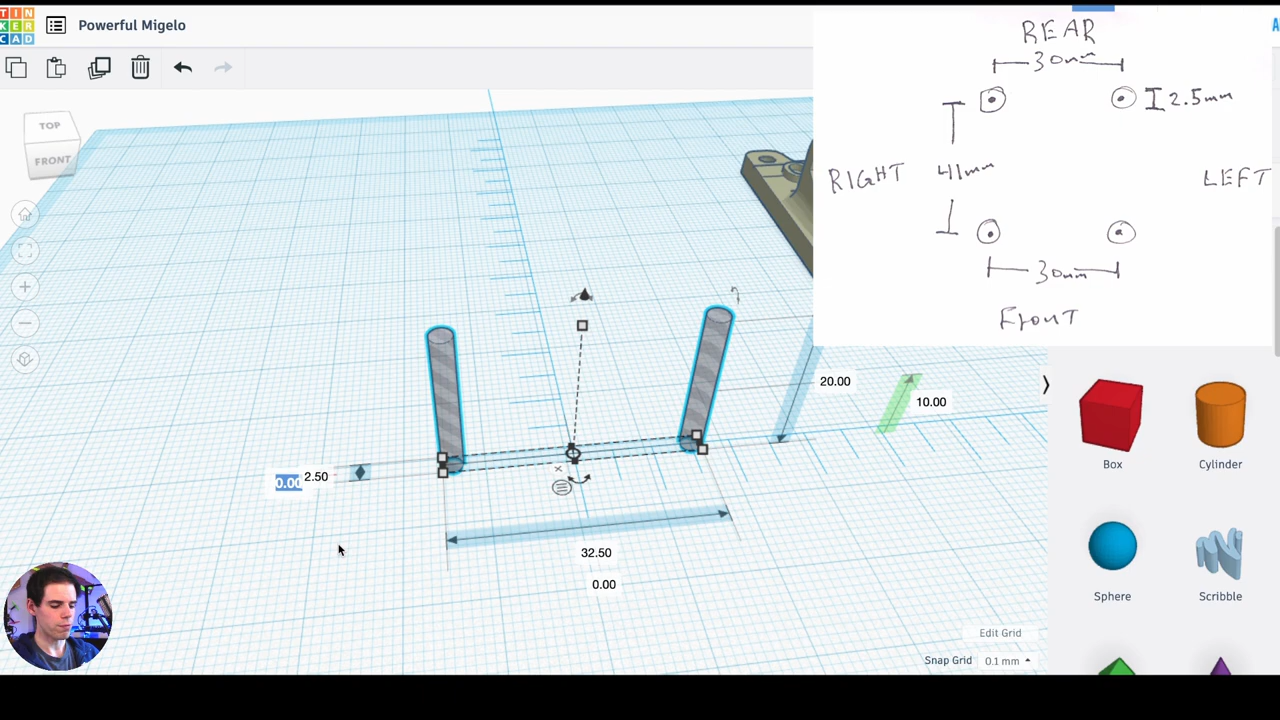 TIN
KER
CAD
Powerful Migelo
A
TOP
FRONT
REAR
30mm
2.5mm
RIGHT
41mm
LEFT
30mm
FRONT
20.00
10.00
0.00
2.50
32.50
0.00
Box
Cylinder
Sphere
Scribble
Edit Grid
Snap Grid
0.1 mm